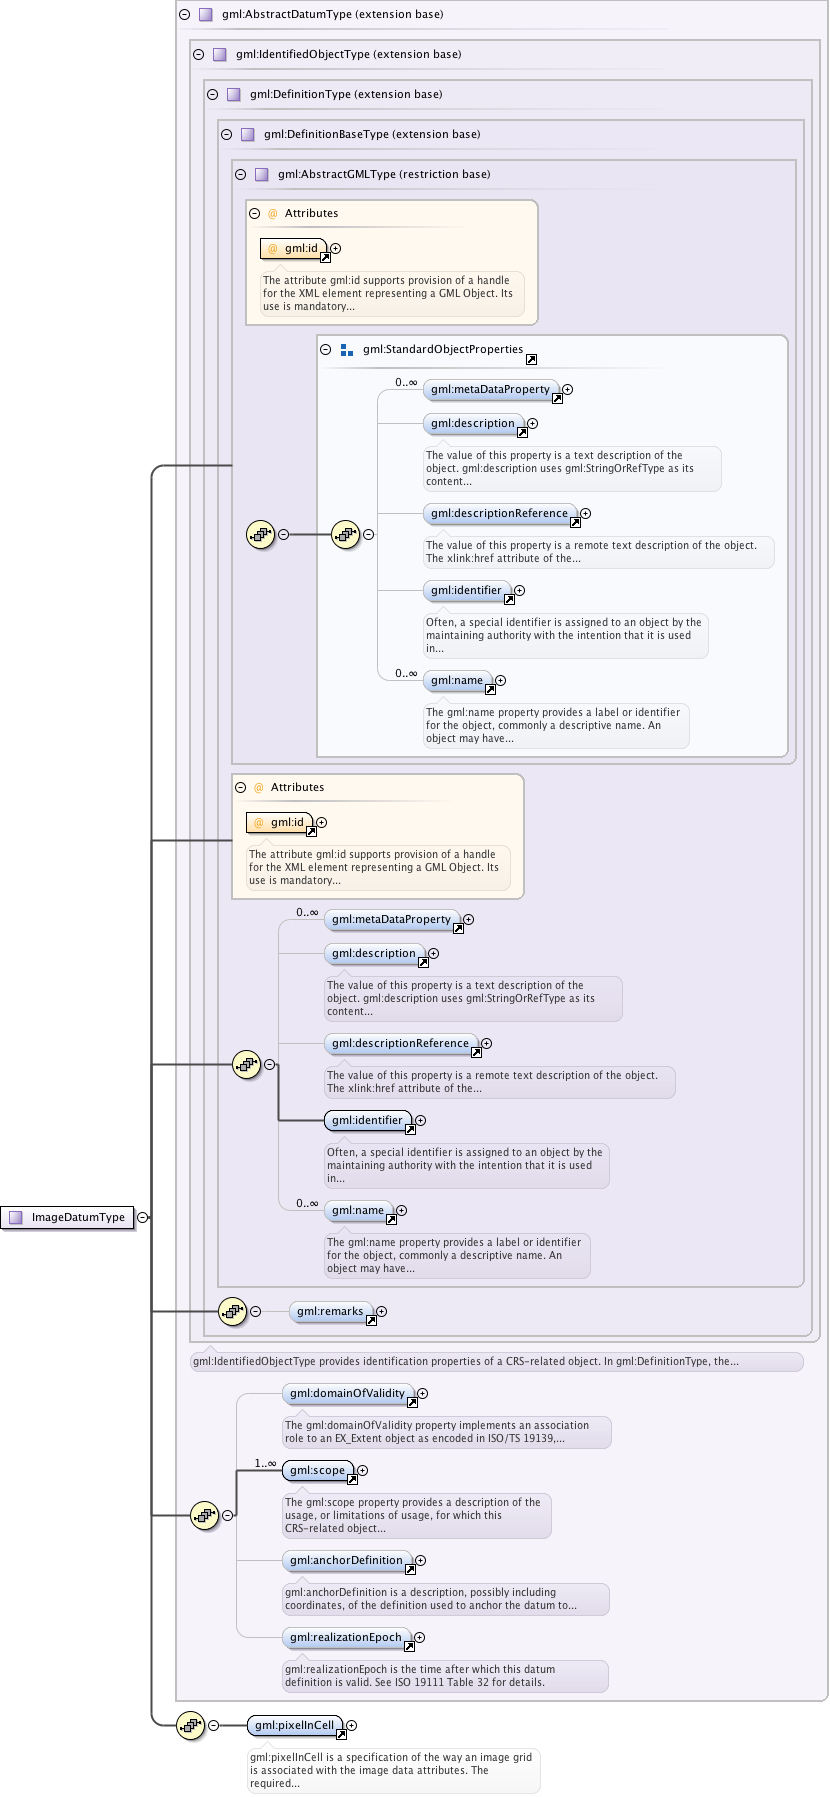 gml:AbstractDatumType (extension base)
gml:IdentifiedObjectType (extension base)
gml:DefinitionType (extension base)
gml:DefinitionBaseType (extension base)
gml:AbstractGMLType (restriction base)
@ Attributes
@ gml:id
The attribute gml:id supports provision of a handle
for the XML element representing a GML Object. Its
use is mandatory...
gml:StandardObjectProperties
0..∞
gml:metaDataProperty
gml:description
The value of this property is a text description of the
object. gml:description uses gml:StringOrRefType as its
content...
gml:descriptionReference
The value of this property is a remote text description of the object.
The xlink:href attribute of the...
gml:identifier
Often, a special identifier is assigned to an object by the
maintaining authority with the intention that it is used
in...
0..∞
gml:name
The gml:name property provides a label or identifier
for the object, commonly a descriptive name. An
object may have...
@ Attributes
@ gml:id
The attribute gml:id supports provision of a handle
for the XML element representing a GML Object. Its
use is mandatory...
0..∞
gml:metaDataProperty
gml:description
The value of this property is a text description of the
object. gml:description uses gml:StringOrRefType as its
content...
gml:descriptionReference
The value of this property is a remote text description of the object.
The xlink:href attribute of the...
gml:identifier
Often, a special identifier is assigned to an object by the
maintaining authority with the intention that it is used
in...
0..∞
gml:name
ImageDatumType
The gml:name property provides a label or identifier
for the object, commonly a descriptive name. An
object may have...
gml:remarks
gml:IdentifiedObjectType provides identification properties of a CRS-related object. In gml:DefinitionType, the...
gml:domainOfValidity
The gml:domainOfValidity property implements an association
role to an EX_Extent object as encoded in ISO/TS 19139,...
1..∞
gml:scope
The gml:scope property provides a description of the
usage, or limitations of usage, for which this
CRS-related object...
gml:anchorDefinition
gml:anchorDefinition is a description, possibly including
coordinates, of the definition used to anchor the datum to...
gml:realizationEpoch
gml:realizationEpoch is the time after which this datum
definition is valid. See ISO 19111 Table 32 for details.
gml:pixelInCell
gml:pixelInCell is a specification of the way an image grid
is associated with the image data attributes. The
required...